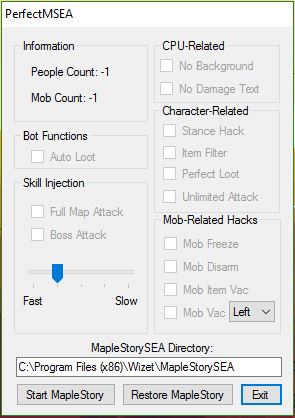 PerfectMSEA
Information
People Count: -1
Mob Count: -1
Bot Functions
Auto Loot
Skill Injection
Full Map Attack
Boss Attack
Fast Slow
CPU-Related
No Background
No Damage Text
Character-Related
Stance Hack
Item Filter
Perfect Loot
Unlimited Attack
Mob-Related Hacks
Mob Freeze
Mob Disarm
Mob Item Vac
Mob Vac Left
MapleStorySEA Directory:
C:\Program Files (x86)\Wizet\MapleStorySEA
Start MapleStory Restore MapleStory Exit